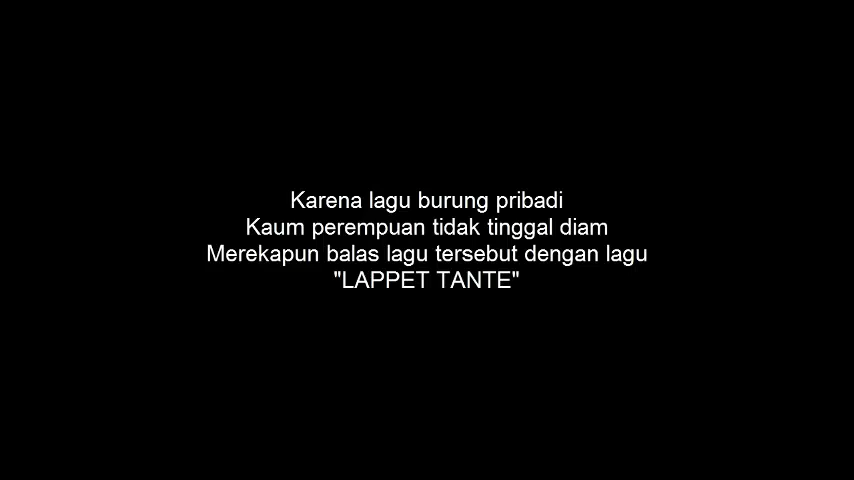 Karena lagu burung pribadi
Kaum perempuan tidak tinggal diam
Merekapun balas lagu tersebut dengan lagu
"LAPPET TANTE"